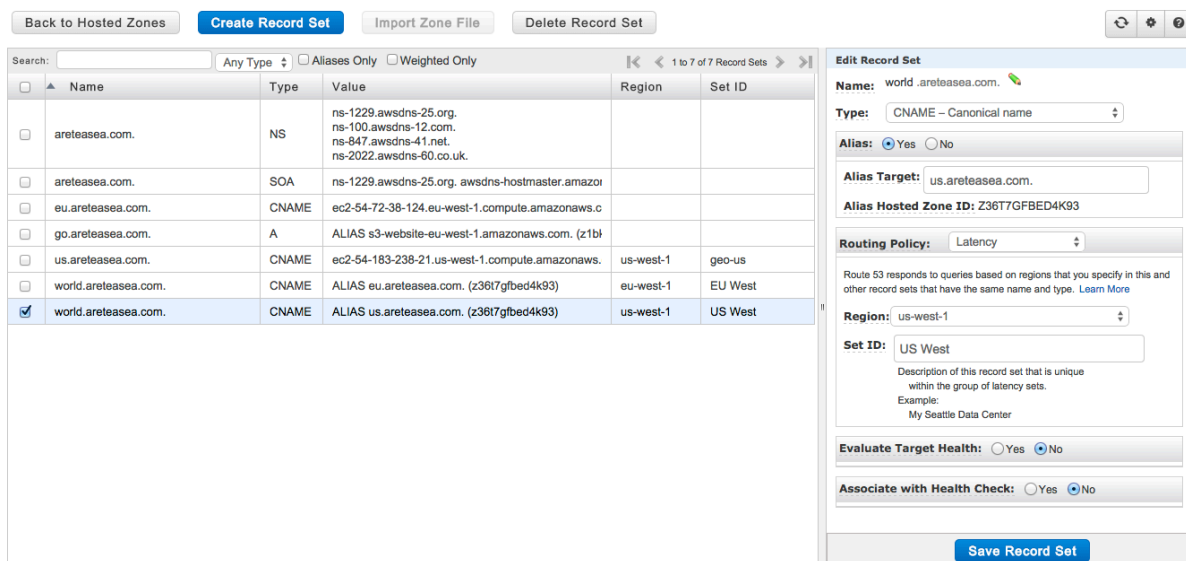 Back to Hosted Zones Create Record Set Import Zone File Delete Record Set
Search: Any Type Aliases Only Weighted Only 1 to 7 of 7 Record Sets
Name Type Value Region Set ID
areteasea.com. NS ns-1229.awsdns-25.org.
ns-100.awsdns-12.com.
ns-847.awsdns-41.net.
ns-2022.awsdns-60.co.uk.
areteasea.com. SOA ns-1229.awsdns-25.org. awsdns-hostmaster.amazon
eu.areteasea.com. CNAME ec2-54-72-38-124.eu-west-1.compute.amazonaws.c
go.areteasea.com. A ALIAS s3-website-eu-west-1.amazonaws.com. (z1bk
us.areteasea.com. CNAME ec2-54-183-238-21.us-west-1.compute.amazonaws. us-west-1 geo-us
world.areteasea.com. CNAME ALIAS eu.areteasea.com. (z36t7gfbed4k93) eu-west-1 EU West
world.areteasea.com. CNAME ALIAS us.areteasea.com. (z36t7gfbed4k93) us-west-1 US West
Edit Record Set
Name: world .areteasea.com.
Type: CNAME – Canonical name
Alias: Yes No
Alias Target: us.areteasea.com.
Alias Hosted Zone ID: Z36T7GFBED4K93
Routing Policy: Latency
Route 53 responds to queries based on regions that you specify in this and
other record sets that have the same name and type. Learn More
Region: us-west-1
Set ID: US West
Description of this record set that is unique
within the group of latency sets.
Example:
My Seattle Data Center
Evaluate Target Health: Yes No
Associate with Health Check: Yes No
Save Record Set